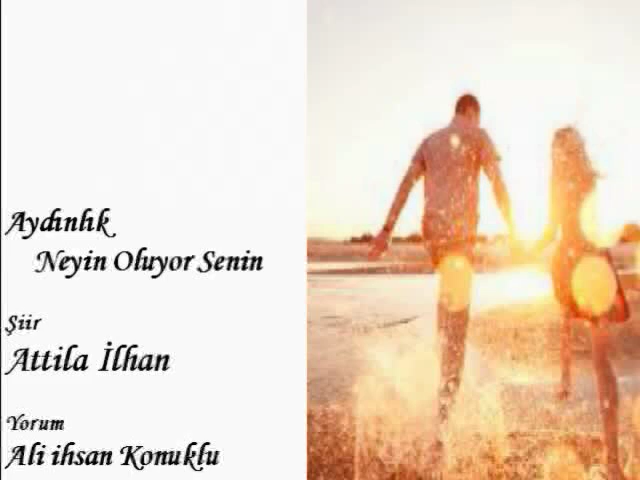 Aydınlık
Neyin Oluyor Senin
Şiir
Attila İlhan
Yorum
Ali ihsan Konuklu